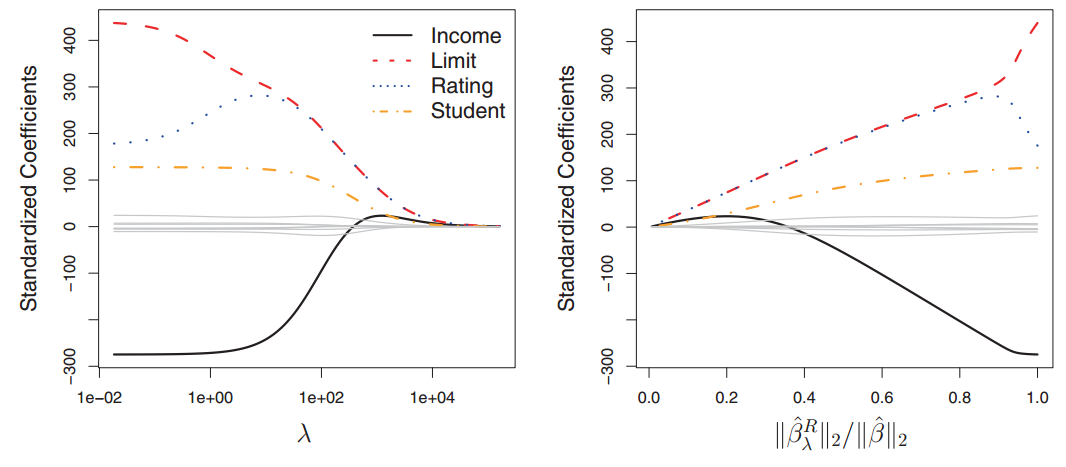 Standardized Coefficients
400
300
200
100
0
−100
−300
1e−02
1e+00
1e+02
1e+04
λ
Income
Limit
Rating
Student
Standardized Coefficients
400
300
200
100
0
−100
−300
0.0
0.2
0.4
0.6
0.8
1.0
‖β̂ᴿ_λ‖₂/‖β̂‖₂